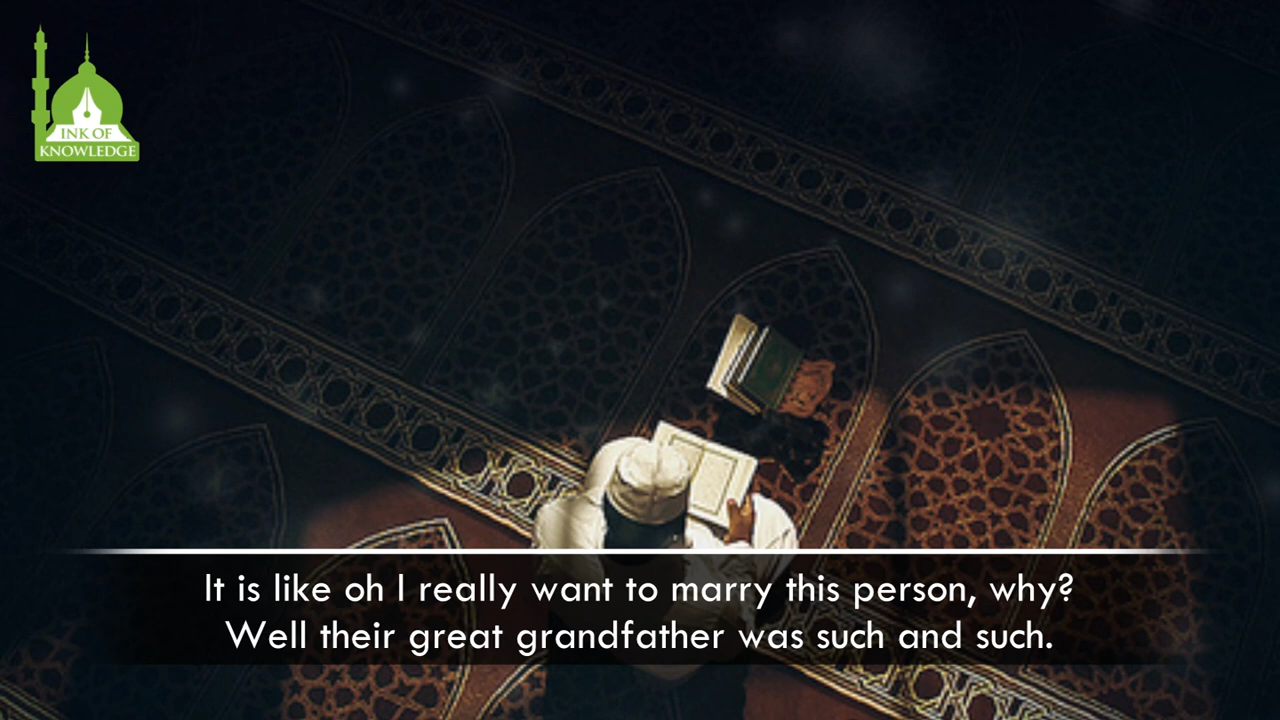 INK OF
KNOWLEDGE
It is like oh I really want to marry this person, why?
Well their great grandfather was such and such.